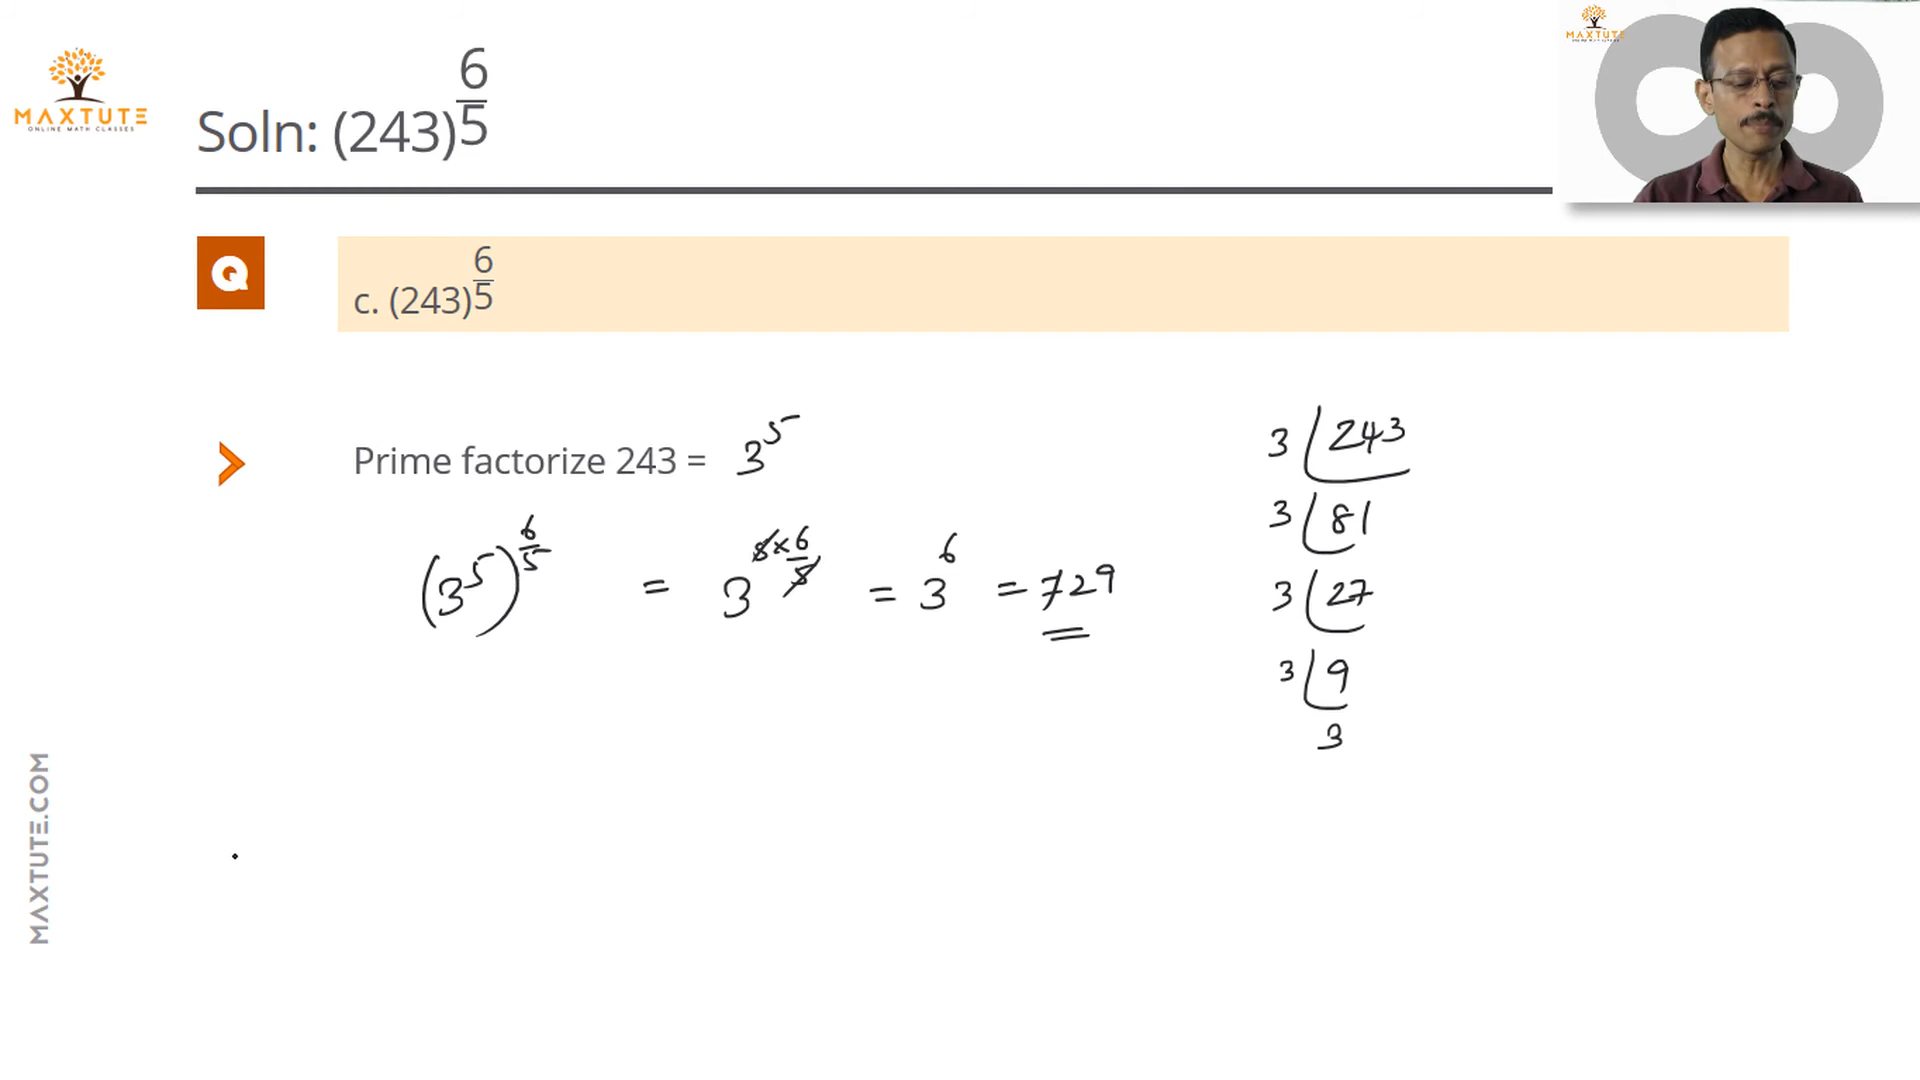 MAXTUTE
ONLINE MATH CLASSES
Soln: (243)^(6/5)
MAXTUTE
Q
c. (243)^(6/5)
Prime factorize 243 = 3^5
(3^5)^(6/5) = 3^(5×6/5) = 3^6 = 729
3 | 243
3 | 81
3 | 27
3 | 9
3
MAXTUTE.COM